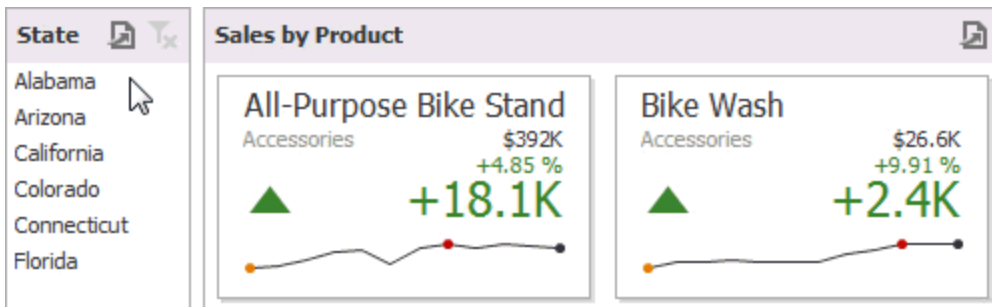 State
Alabama
Arizona
California
Colorado
Connecticut
Florida
Sales by Product
All-Purpose Bike Stand
Accessories $392K
+4.85 %
+18.1K
Bike Wash
Accessories $26.6K
+9.91 %
+2.4K